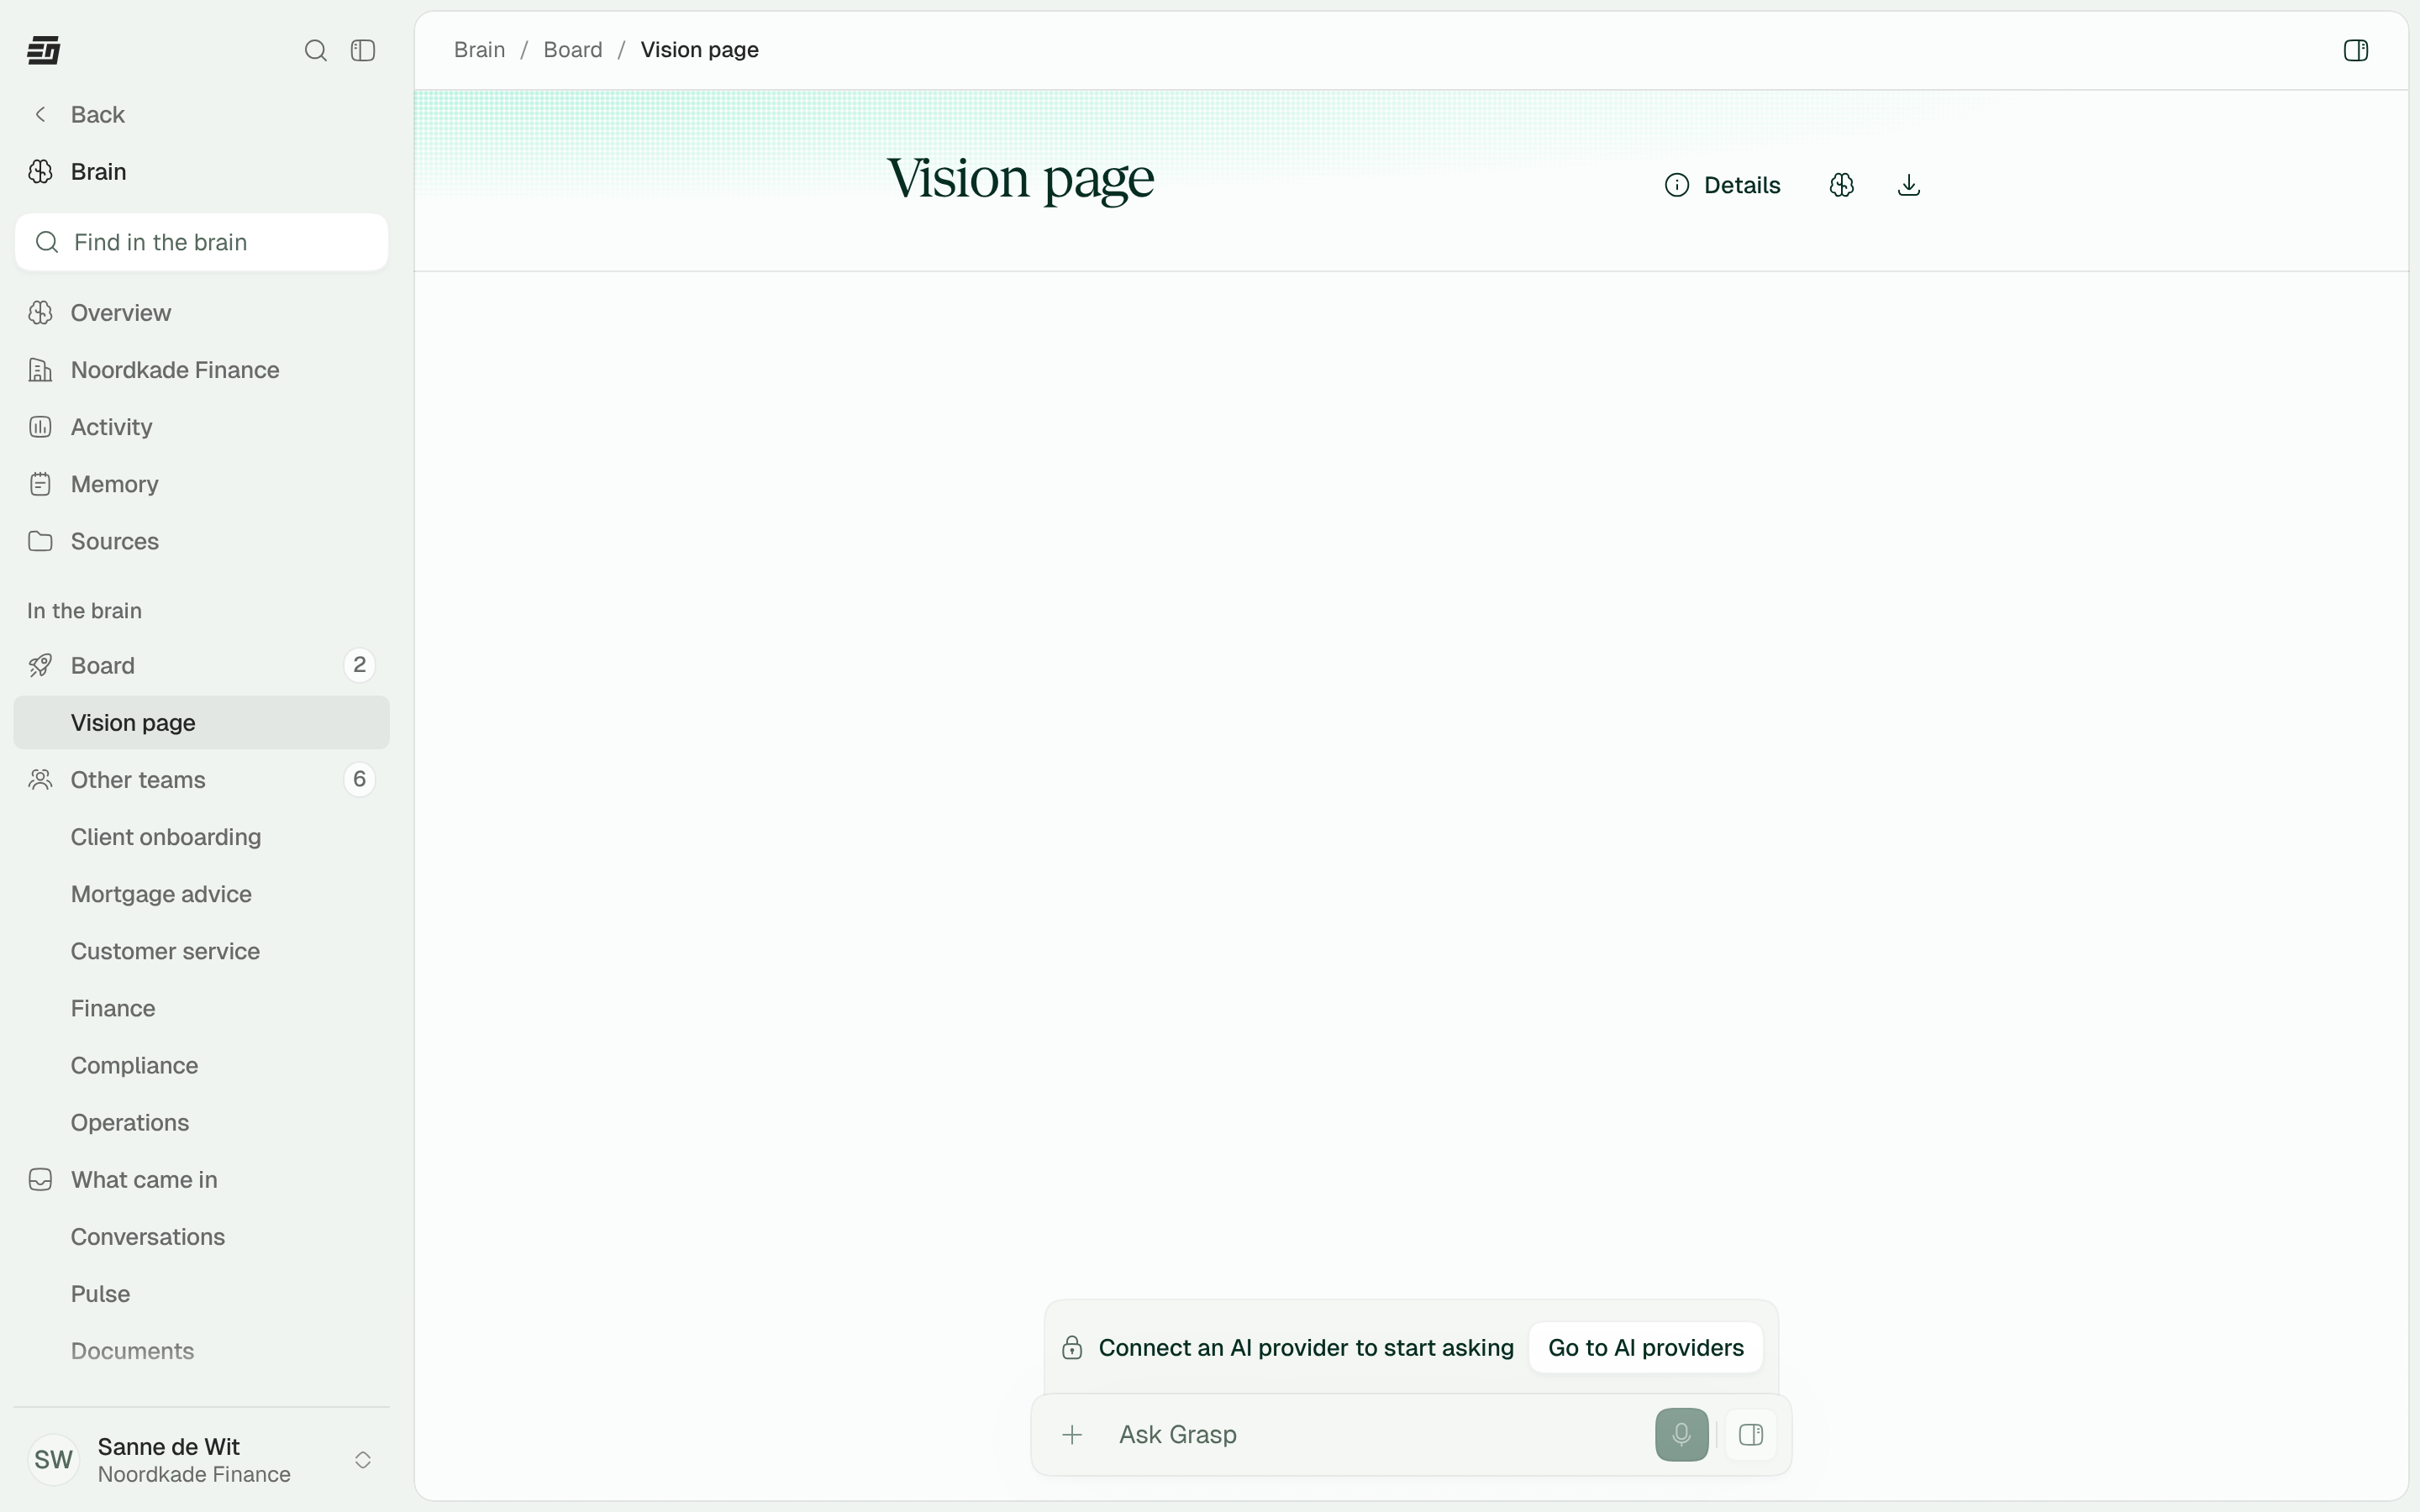 Back
Brain
Find in the brain
Overview
Noordkade Finance
Activity
Memory
Sources
In the brain
Board 2
Vision page
Other teams 6
Client onboarding
Mortgage advice
Customer service
Finance
Compliance
Operations
What came in
Conversations
Pulse
Documents
SW
Sanne de Wit
Noordkade Finance
Brain / Board / Vision page
Vision page
Details
Connect an AI provider to start asking
Go to AI providers
Ask Grasp